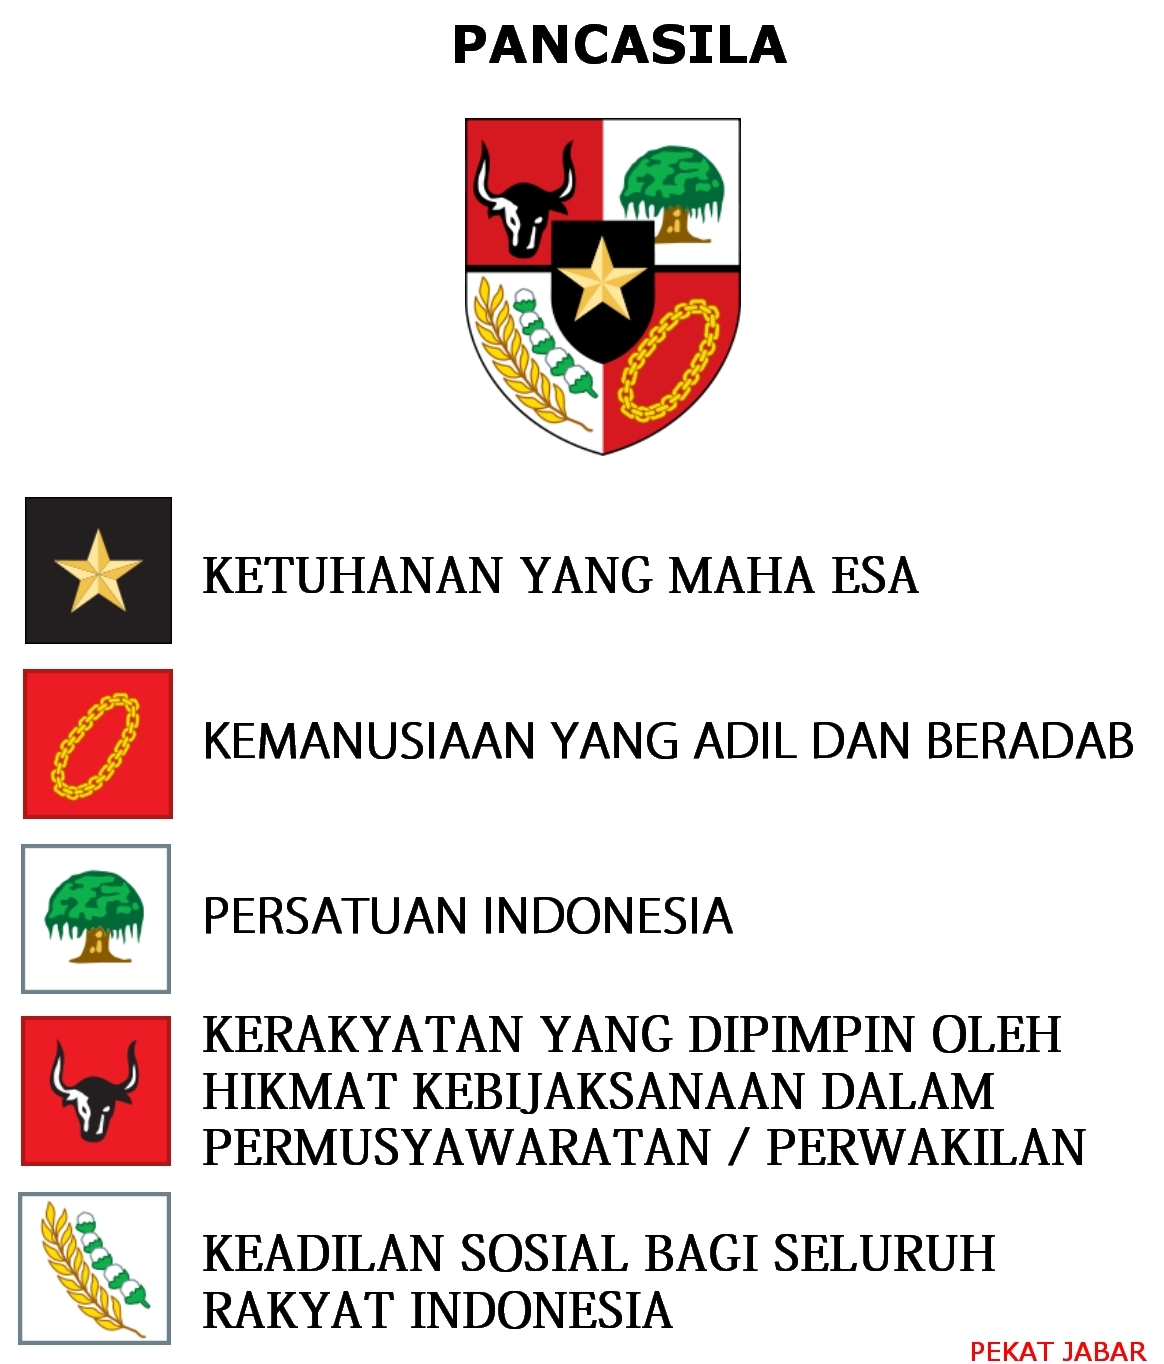 PANCASILA
KETUHANAN YANG MAHA ESA
KEMANUSIAAN YANG ADIL DAN BERADAB
PERSATUAN INDONESIA
KERAKYATAN YANG DIPIMPIN OLEH
HIKMAT KEBIJAKSANAAN DALAM
PERMUSYAWARATAN / PERWAKILAN
KEADILAN SOSIAL BAGI SELURUH
RAKYAT INDONESIA
PEKAT JABAR